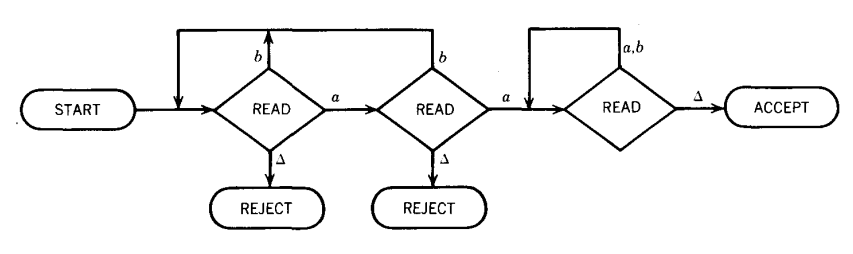 b b a,b
START READ a READ a READ Δ ACCEPT
Δ Δ
REJECT REJECT